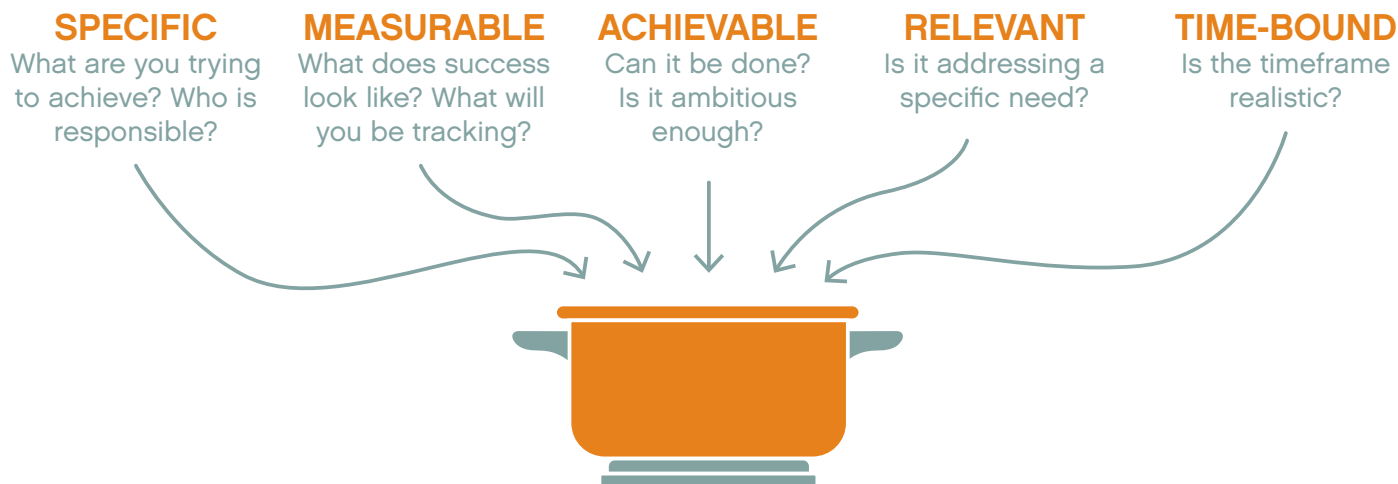 SPECIFIC
What are you trying
to achieve? Who is
responsible?
MEASURABLE
What does success
look like? What will
you be tracking?
ACHIEVABLE
Can it be done?
Is it ambitious
enough?
RELEVANT
Is it addressing a
specific need?
TIME-BOUND
Is the timeframe
realistic?